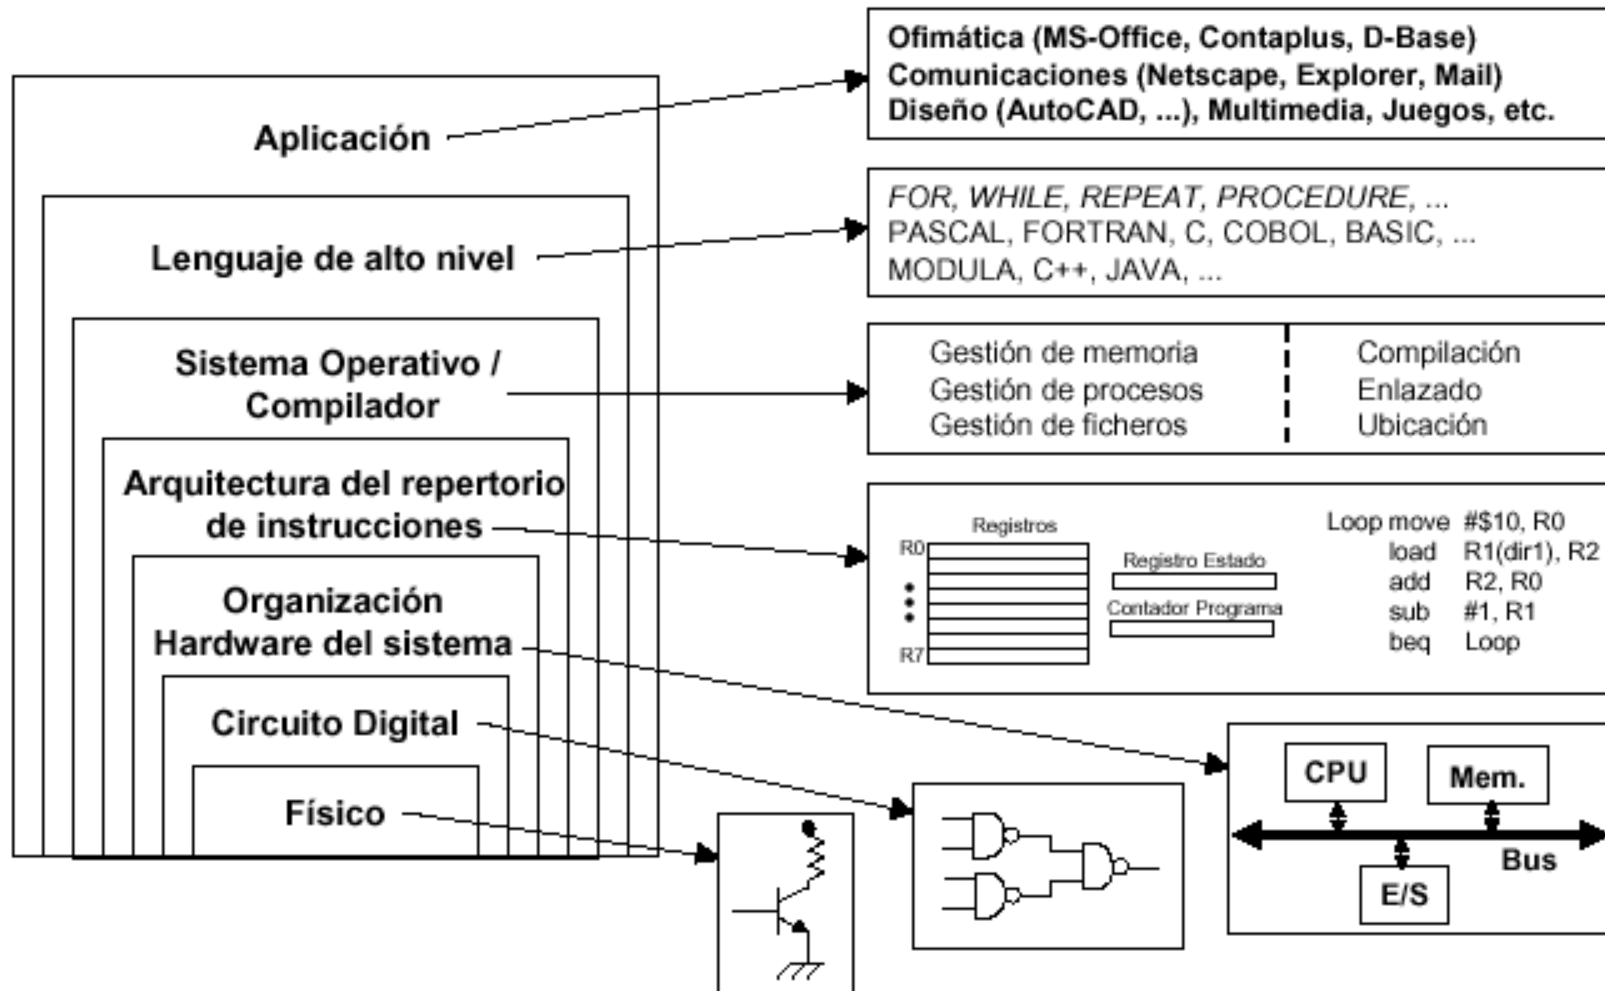 Aplicación
Lenguaje de alto nivel
Sistema Operativo /
Compilador
Arquitectura del repertorio
de instrucciones
Organización
Hardware del sistema
Circuito Digital
Físico
Ofimática (MS-Office, Contaplus, D-Base)
Comunicaciones (Netscape, Explorer, Mail)
Diseño (AutoCAD, ...), Multimedia, Juegos, etc.
FOR, WHILE, REPEAT, PROCEDURE, ...
PASCAL, FORTRAN, C, COBOL, BASIC, ...
MODULA, C++, JAVA, ...
Gestión de memoria
Gestión de procesos
Gestión de ficheros
Compilación
Enlazado
Ubicación
Registros
R0
R7
Registro Estado
Contador Programa
Loop move #$10, R0
load R1(dir1), R2
add R2, R0
sub #1, R1
beq Loop
CPU
Mem.
Bus
E/S